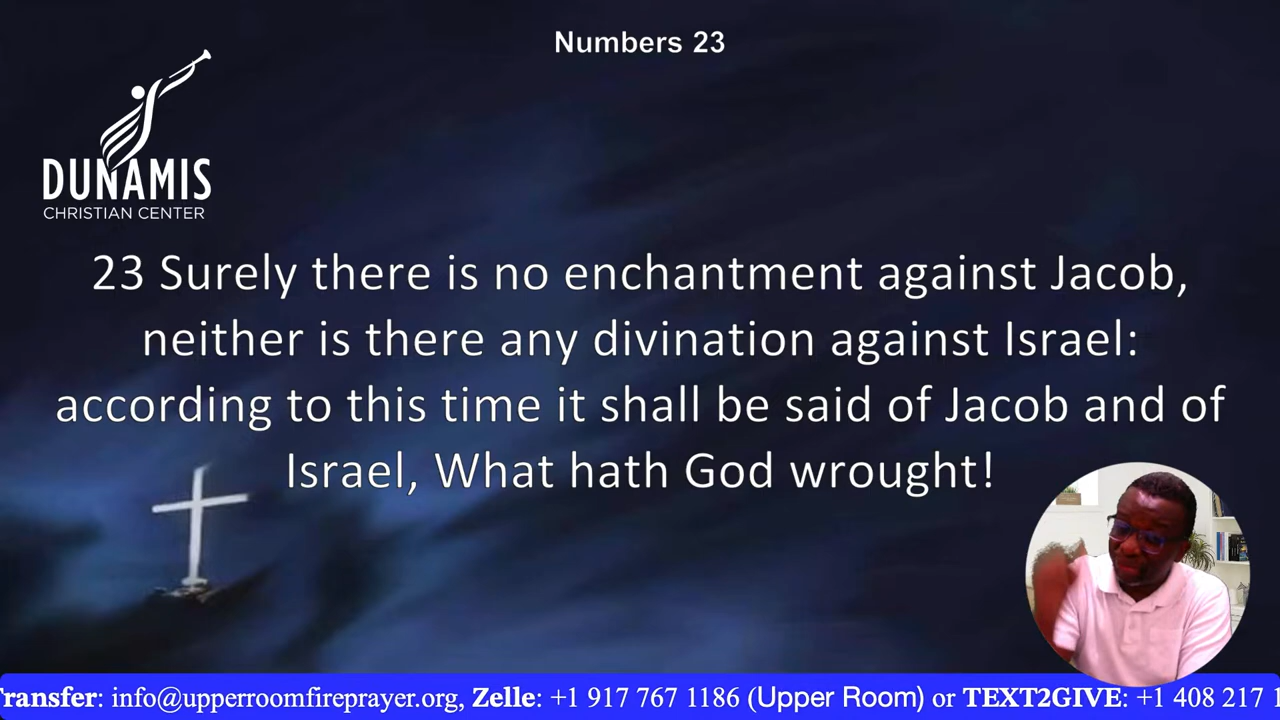 Numbers 23
DUNAMIS
CHRISTIAN CENTER
23 Surely there is no enchantment against Jacob,
neither is there any divination against Israel:
according to this time it shall be said of Jacob and of
Israel, What hath God wrought!
Transfer: info@upperroomfireprayer.org, Zelle: +1 917 767 1186 (Upper Room) or TEXT2GIVE: +1 408 217 1